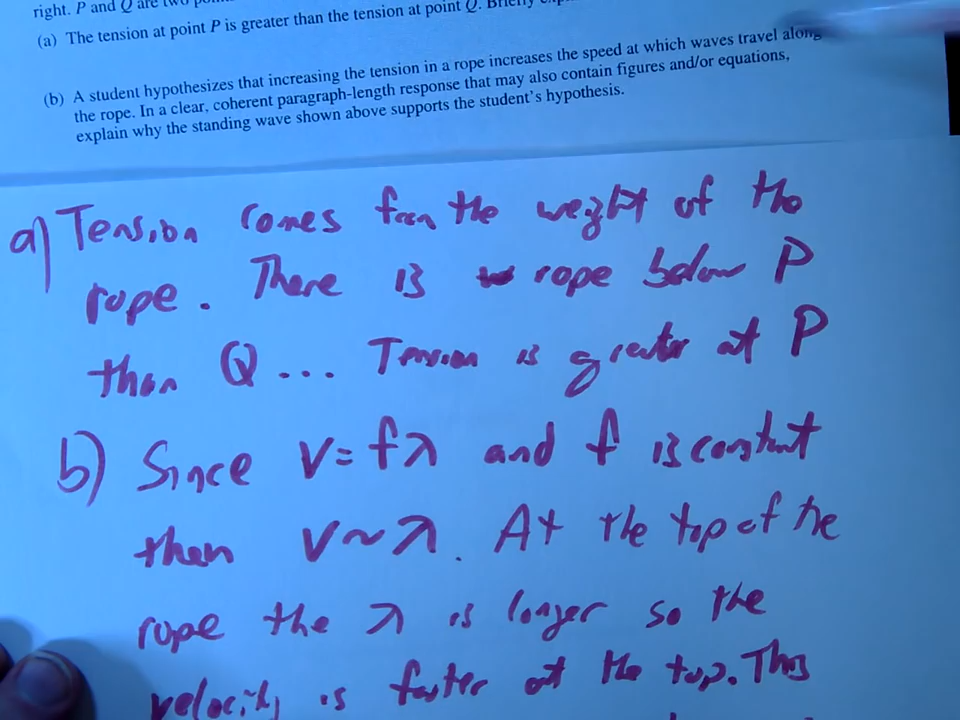 right. P and Q are two
(a) The tension at point P is greater than the tension at point Q. Briefly
(b) A student hypothesizes that increasing the tension in a rope increases the speed at which waves travel along
the rope. In a clear, coherent paragraph-length response that may also contain figures and/or equations,
explain why the standing wave shown above supports the student's hypothesis.
a) Tension comes from the weight of the
rope. There is rope below P
than Q ... Tension is greater at P
b) Since v = fλ and f is constant
then v ~ λ. At the top of the
rope the λ is longer so the
velocity is faster at the top. This